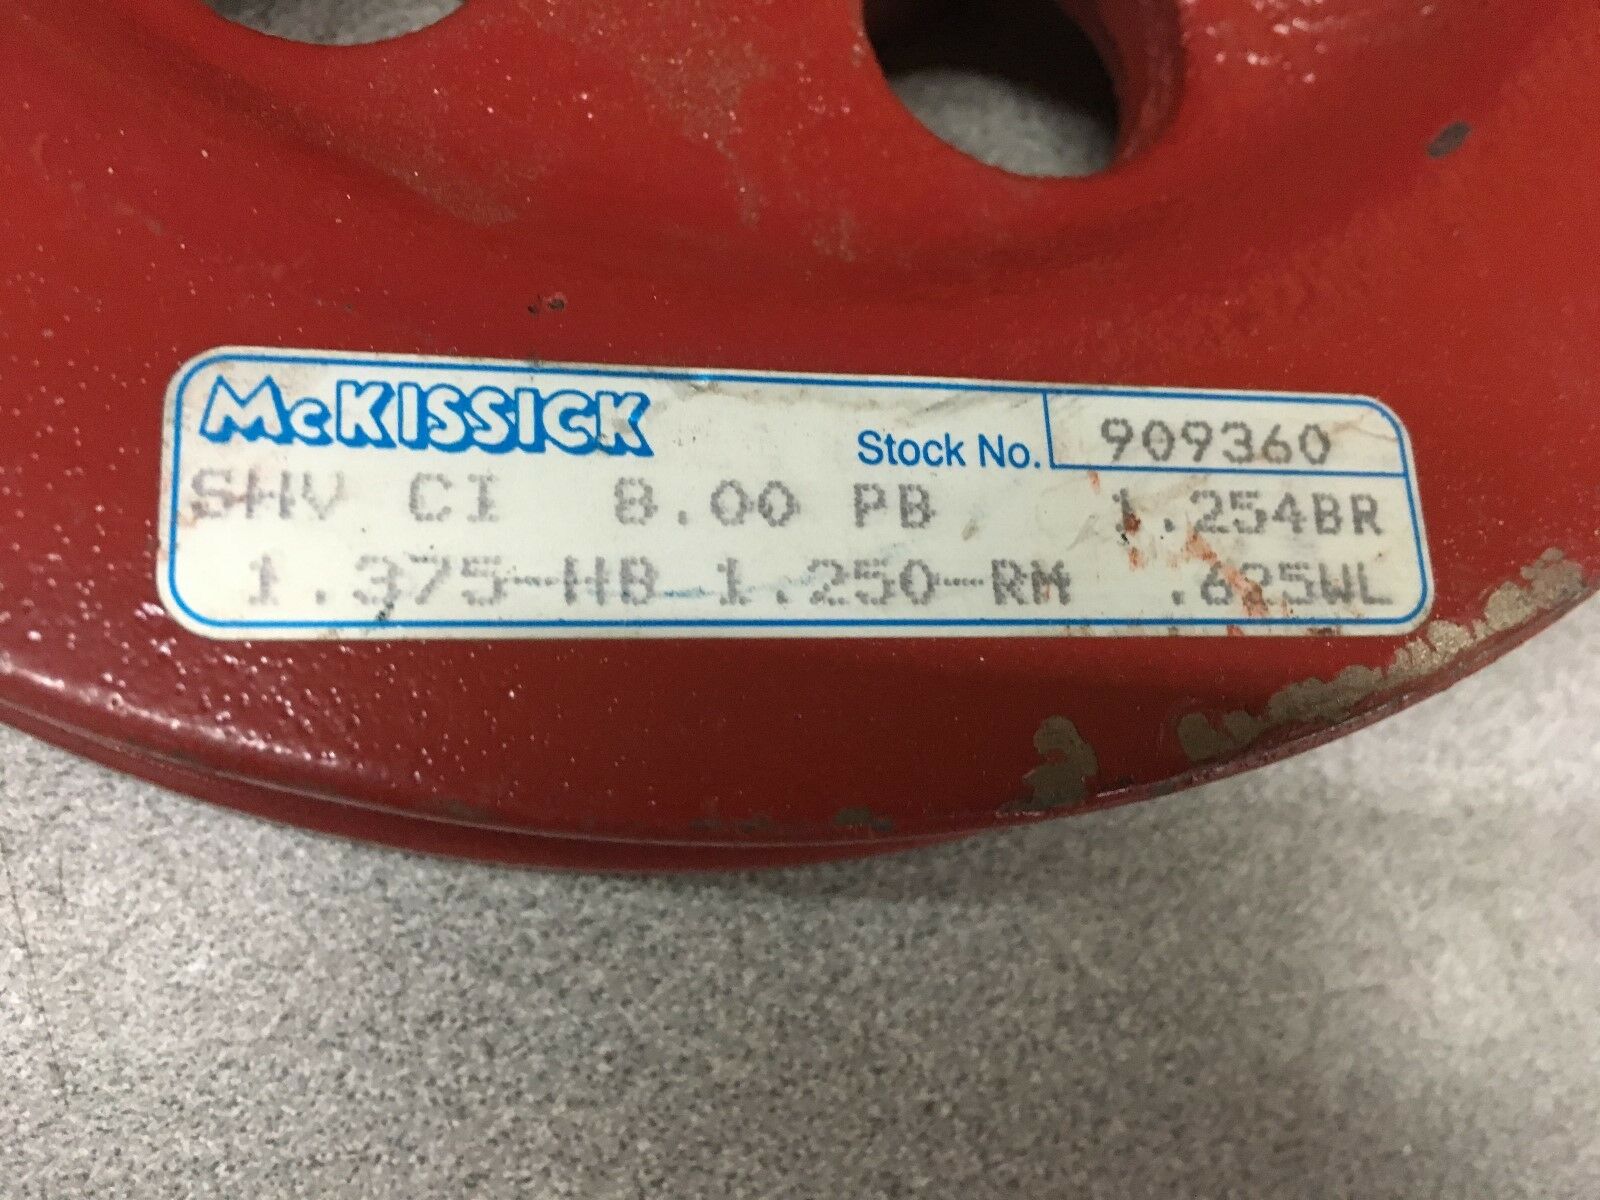 McKISSICK
Stock No. 909360
SHV CI 8.00 PB 1.254BR
1.375-HB 1.250-RM .625WL